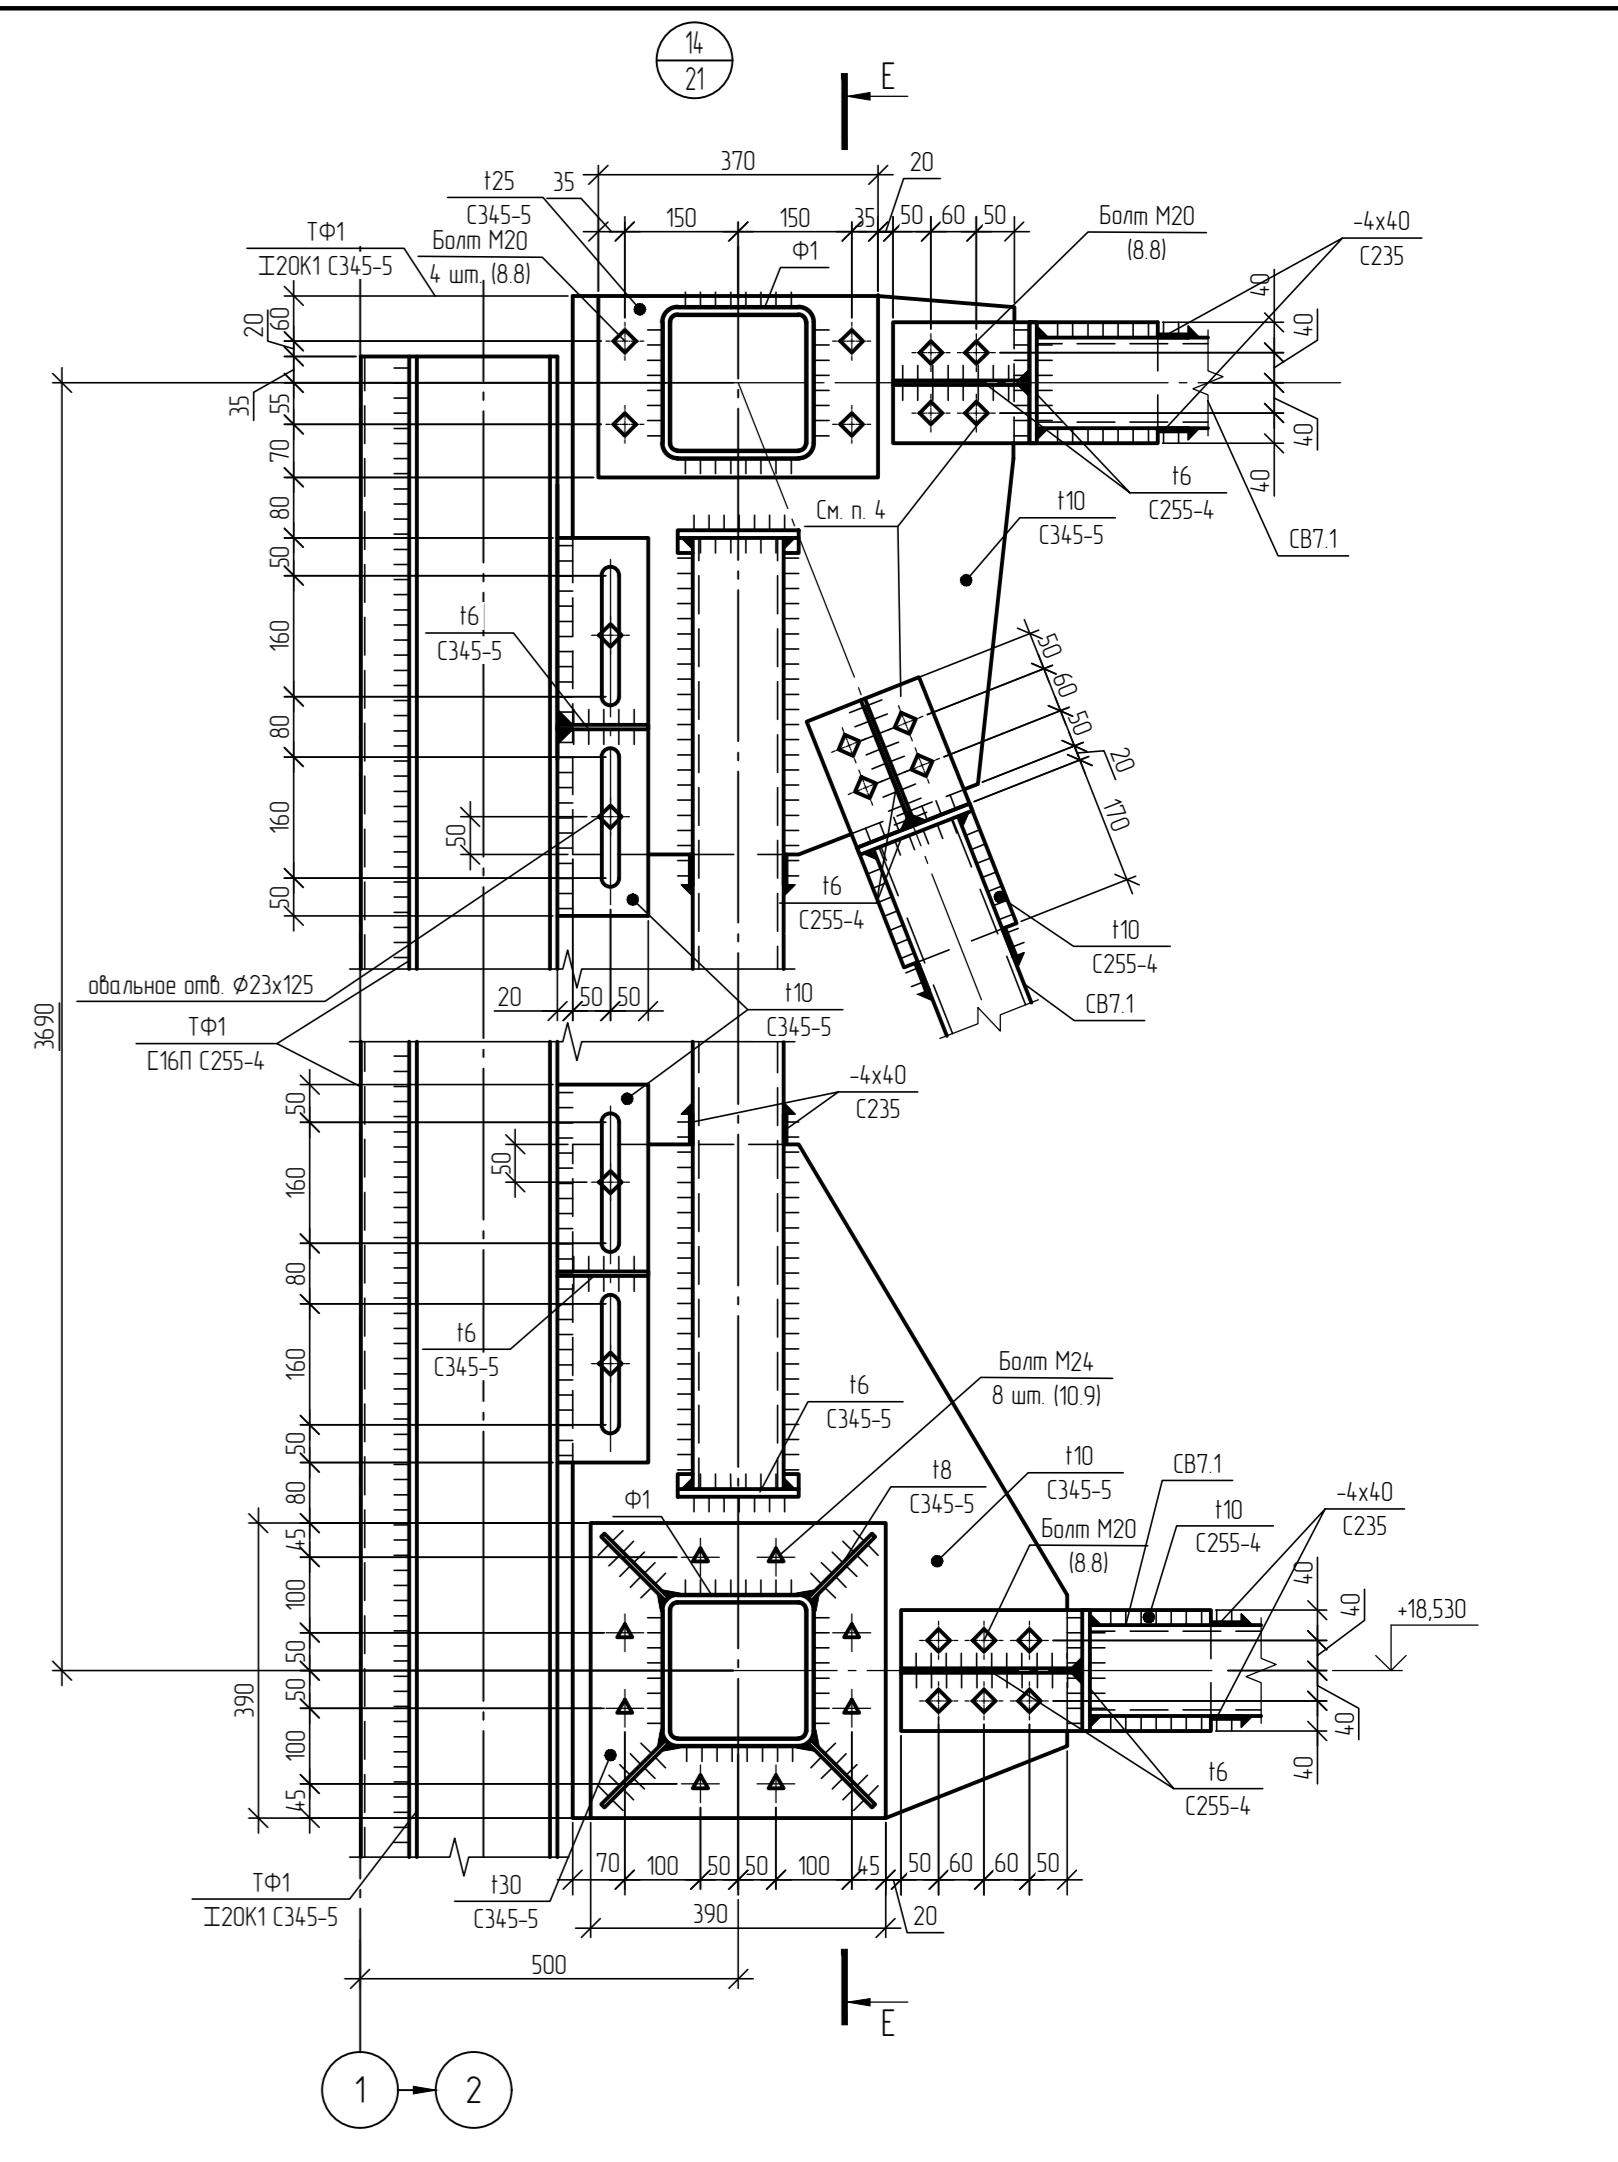 14
21
Е
370
20
t25
С345-5
35
150
150
35
50
60
50
Болт М20
(8.8)
-4х40
С235
ТФ1
Ꮖ20К1 С345-5
Болт М20
4 шт. (8.8)
Ф1
40
40
20
60
35
55
70
80
50
160
80
160
50
40
40
t6
С255-4
См. п. 4
t10
С345-5
СВ7.1
t6
С345-5
50
60
50
20
170
50
t6
С255-4
t10
С255-4
СВ7.1
овальное отв. Ø23х125
20
50
50
t10
С345-5
ТФ1
[16П С255-4
3690
-4х40
С235
50
160
80
160
50
80
45
100
50
50
100
45
390
50
t6
С345-5
Болт М24
8 шт. (10.9)
t6
С345-5
t8
С345-5
t10
С345-5
СВ7.1
t10
С255-4
-4х40
С235
Болт М20
(8.8)
Ф1
40
40
+18,530
40
40
t6
С255-4
70
100
50
50
100
45
50
60
60
50
ТФ1
Ꮖ20К1 С345-5
t30
С345-5
390
20
500
Е
1
2